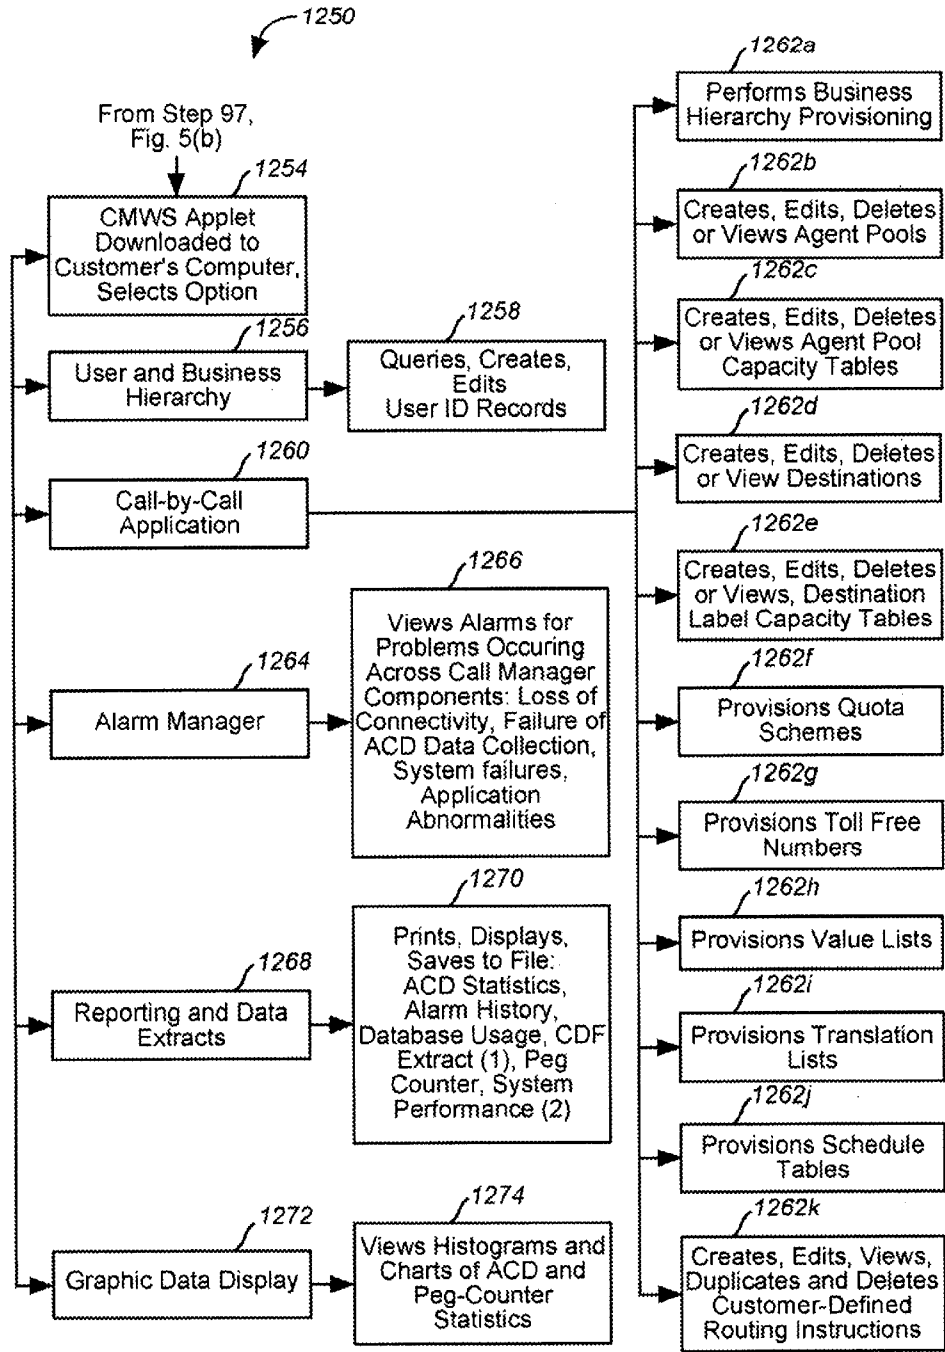 1250
From Step 97,
Fig. 5(b)
1254
CMWS Applet
Downloaded to
Customer's Computer,
Selects Option
1256
User and Business
Hierarchy
1258
Queries, Creates,
Edits
User ID Records
1260
Call-by-Call
Application
1262a
Performs Business
Hierarchy Provisioning
1262b
Creates, Edits, Deletes
or Views Agent Pools
1262c
Creates, Edits, Deletes
or Views Agent Pool
Capacity Tables
1262d
Creates, Edits, Deletes
or View Destinations
1262e
Creates, Edits, Deletes
or Views, Destination
Label Capacity Tables
1262f
Provisions Quota
Schemes
1262g
Provisions Toll Free
Numbers
1262h
Provisions Value Lists
1262i
Provisions Translation
Lists
1262j
Provisions Schedule
Tables
1262k
Creates, Edits, Views,
Duplicates and Deletes
Customer-Defined
Routing Instructions
1264
Alarm Manager
1266
Views Alarms for
Problems Occuring
Across Call Manager
Components: Loss of
Connectivity, Failure of
ACD Data Collection,
System failures,
Application
Abnormalities
1268
Reporting and Data
Extracts
1270
Prints, Displays,
Saves to File:
ACD Statistics,
Alarm History,
Database Usage, CDF
Extract (1), Peg
Counter, System
Performance (2)
1272
Graphic Data Display
1274
Views Histograms and
Charts of ACD and
Peg-Counter
Statistics